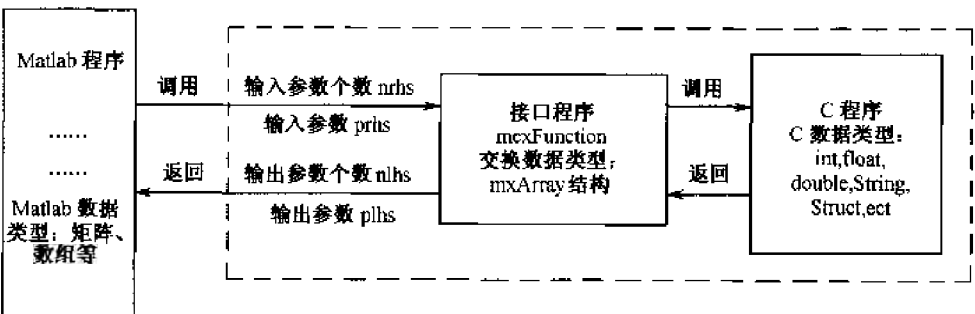 Matlab 程序
……
……
Matlab 数据
类型：矩阵、
数组等
调用
返回
输入参数个数 nrhs
输入参数 prhs
输出参数个数 nlhs
输出参数 plhs
接口程序
mexFunction
交换数据类型：
mxArray 结构
调用
返回
C 程序
C 数据类型：
int,float,
double,String,
Struct,ect